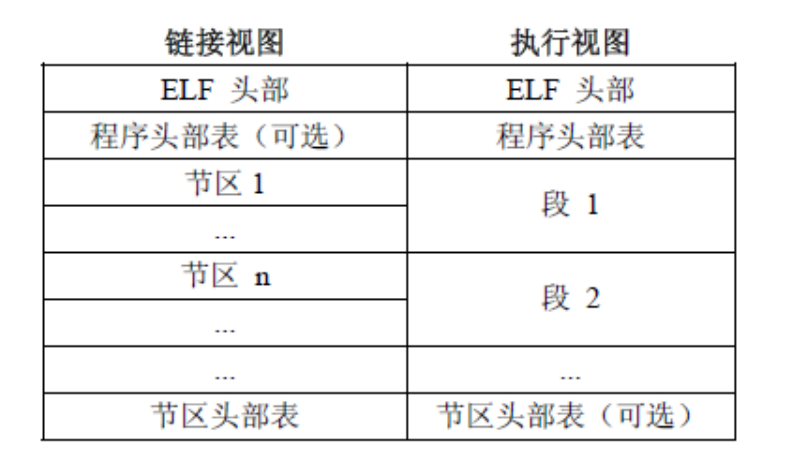 链接视图 执行视图
ELF 头部 ELF 头部
程序头部表（可选） 程序头部表
节区 1
段 1
...
节区 n
段 2
...
... ...
节区头部表 节区头部表（可选）